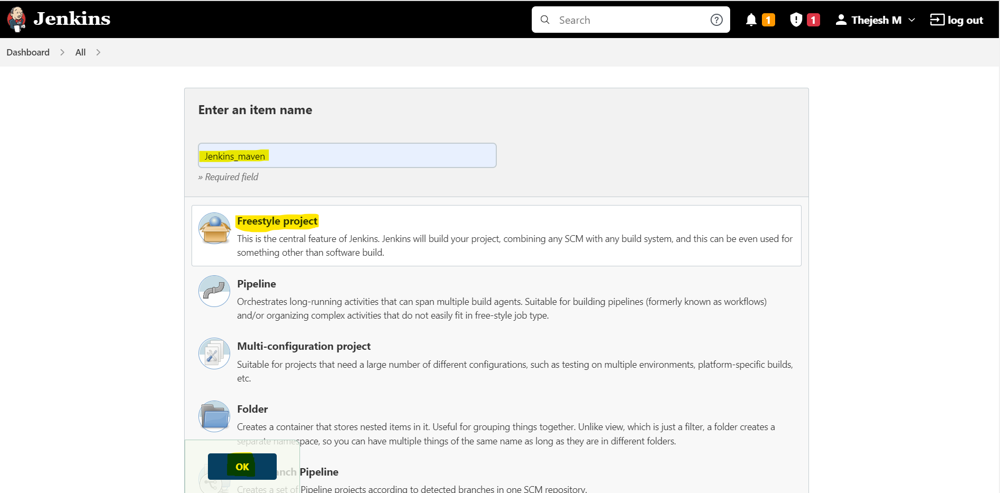 Jenkins
Search
1
1
Thejesh M
log out
Dashboard
All
Enter an item name
Jenkins_maven
» Required field
Freestyle project
This is the central feature of Jenkins. Jenkins will build your project, combining any SCM with any build system, and this can be even used for
something other than software build.
Pipeline
Orchestrates long-running activities that can span multiple build agents. Suitable for building pipelines (formerly known as workflows)
and/or organizing complex activities that do not easily fit in free-style job type.
Multi-configuration project
Suitable for projects that need a large number of different configurations, such as testing on multiple environments, platform-specific builds,
etc.
Folder
Creates a container that stores nested items in it. Useful for grouping things together. Unlike view, which is just a filter, a folder creates a
separate namespace, so you can have multiple things of the same name as long as they are in different folders.
OK
anch Pipeline
Creates a set of Pipeline projects according to detected branches in one SCM repository.